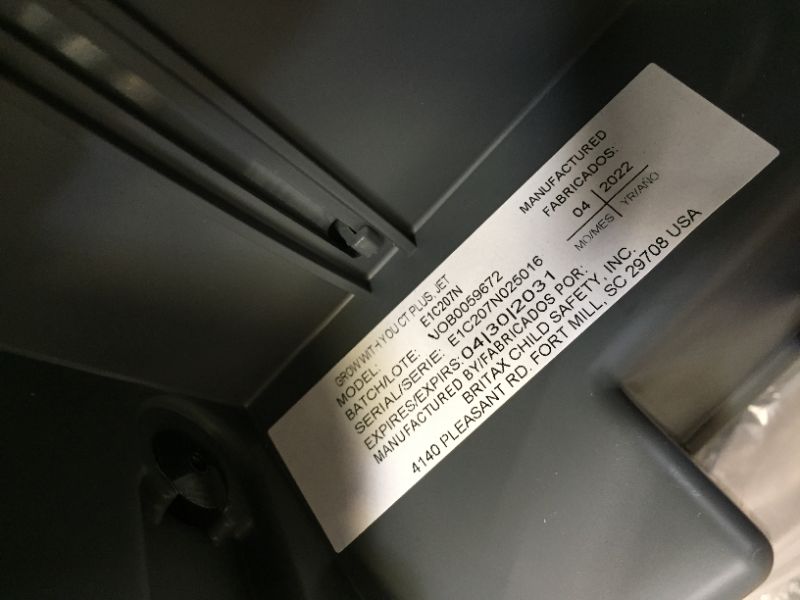 GROW WITH YOU CT PLUS, JET
MODEL: E1C207N
BATCH/LOTE: VOB0059672
SERIAL/SERIE: E1C207N025016
EXPIRES/EXPIRS: 04|30|2031
MANUFACTURED BY/FABRICADOS POR:
BRITAX CHILD SAFETY, INC.
4140 PLEASANT RD. FORT MILL, SC 29708 USA
MANUFACTURED
FABRICADOS:
04 | 2022
MO/MES YR/AÑO